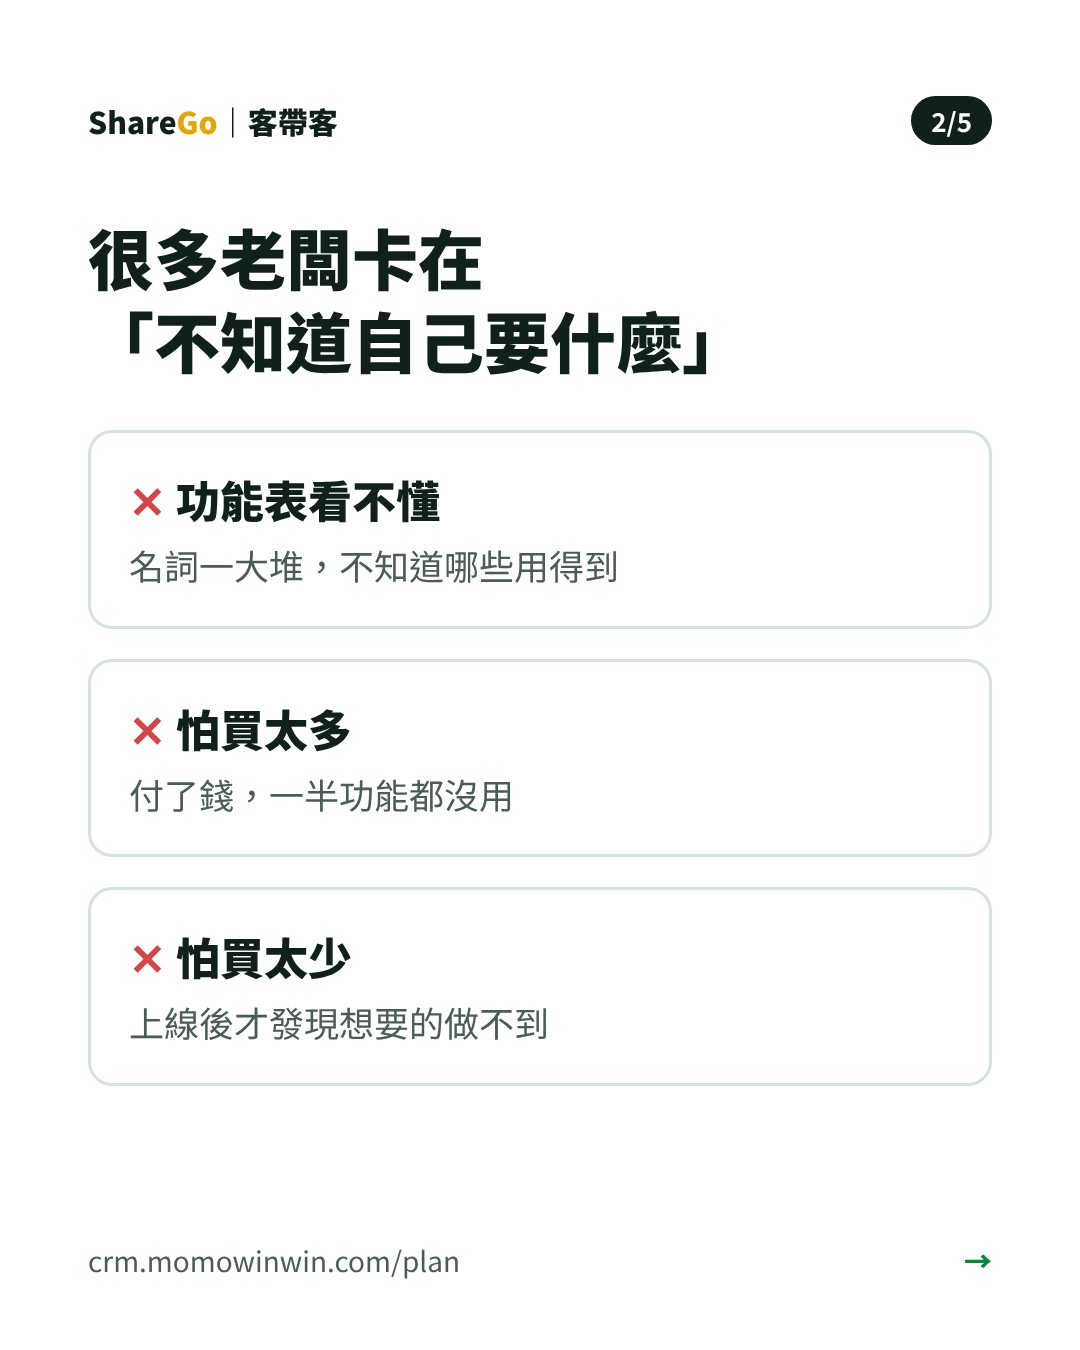 ShareGo｜客帶客
2/5
很多老闆卡在
「不知道自己要什麼」
✕ 功能表看不懂
名詞一大堆，不知道哪些用得到
✕ 怕買太多
付了錢，一半功能都沒用
✕ 怕買太少
上線後才發現想要的做不到
crm.momowinwin.com/plan
→